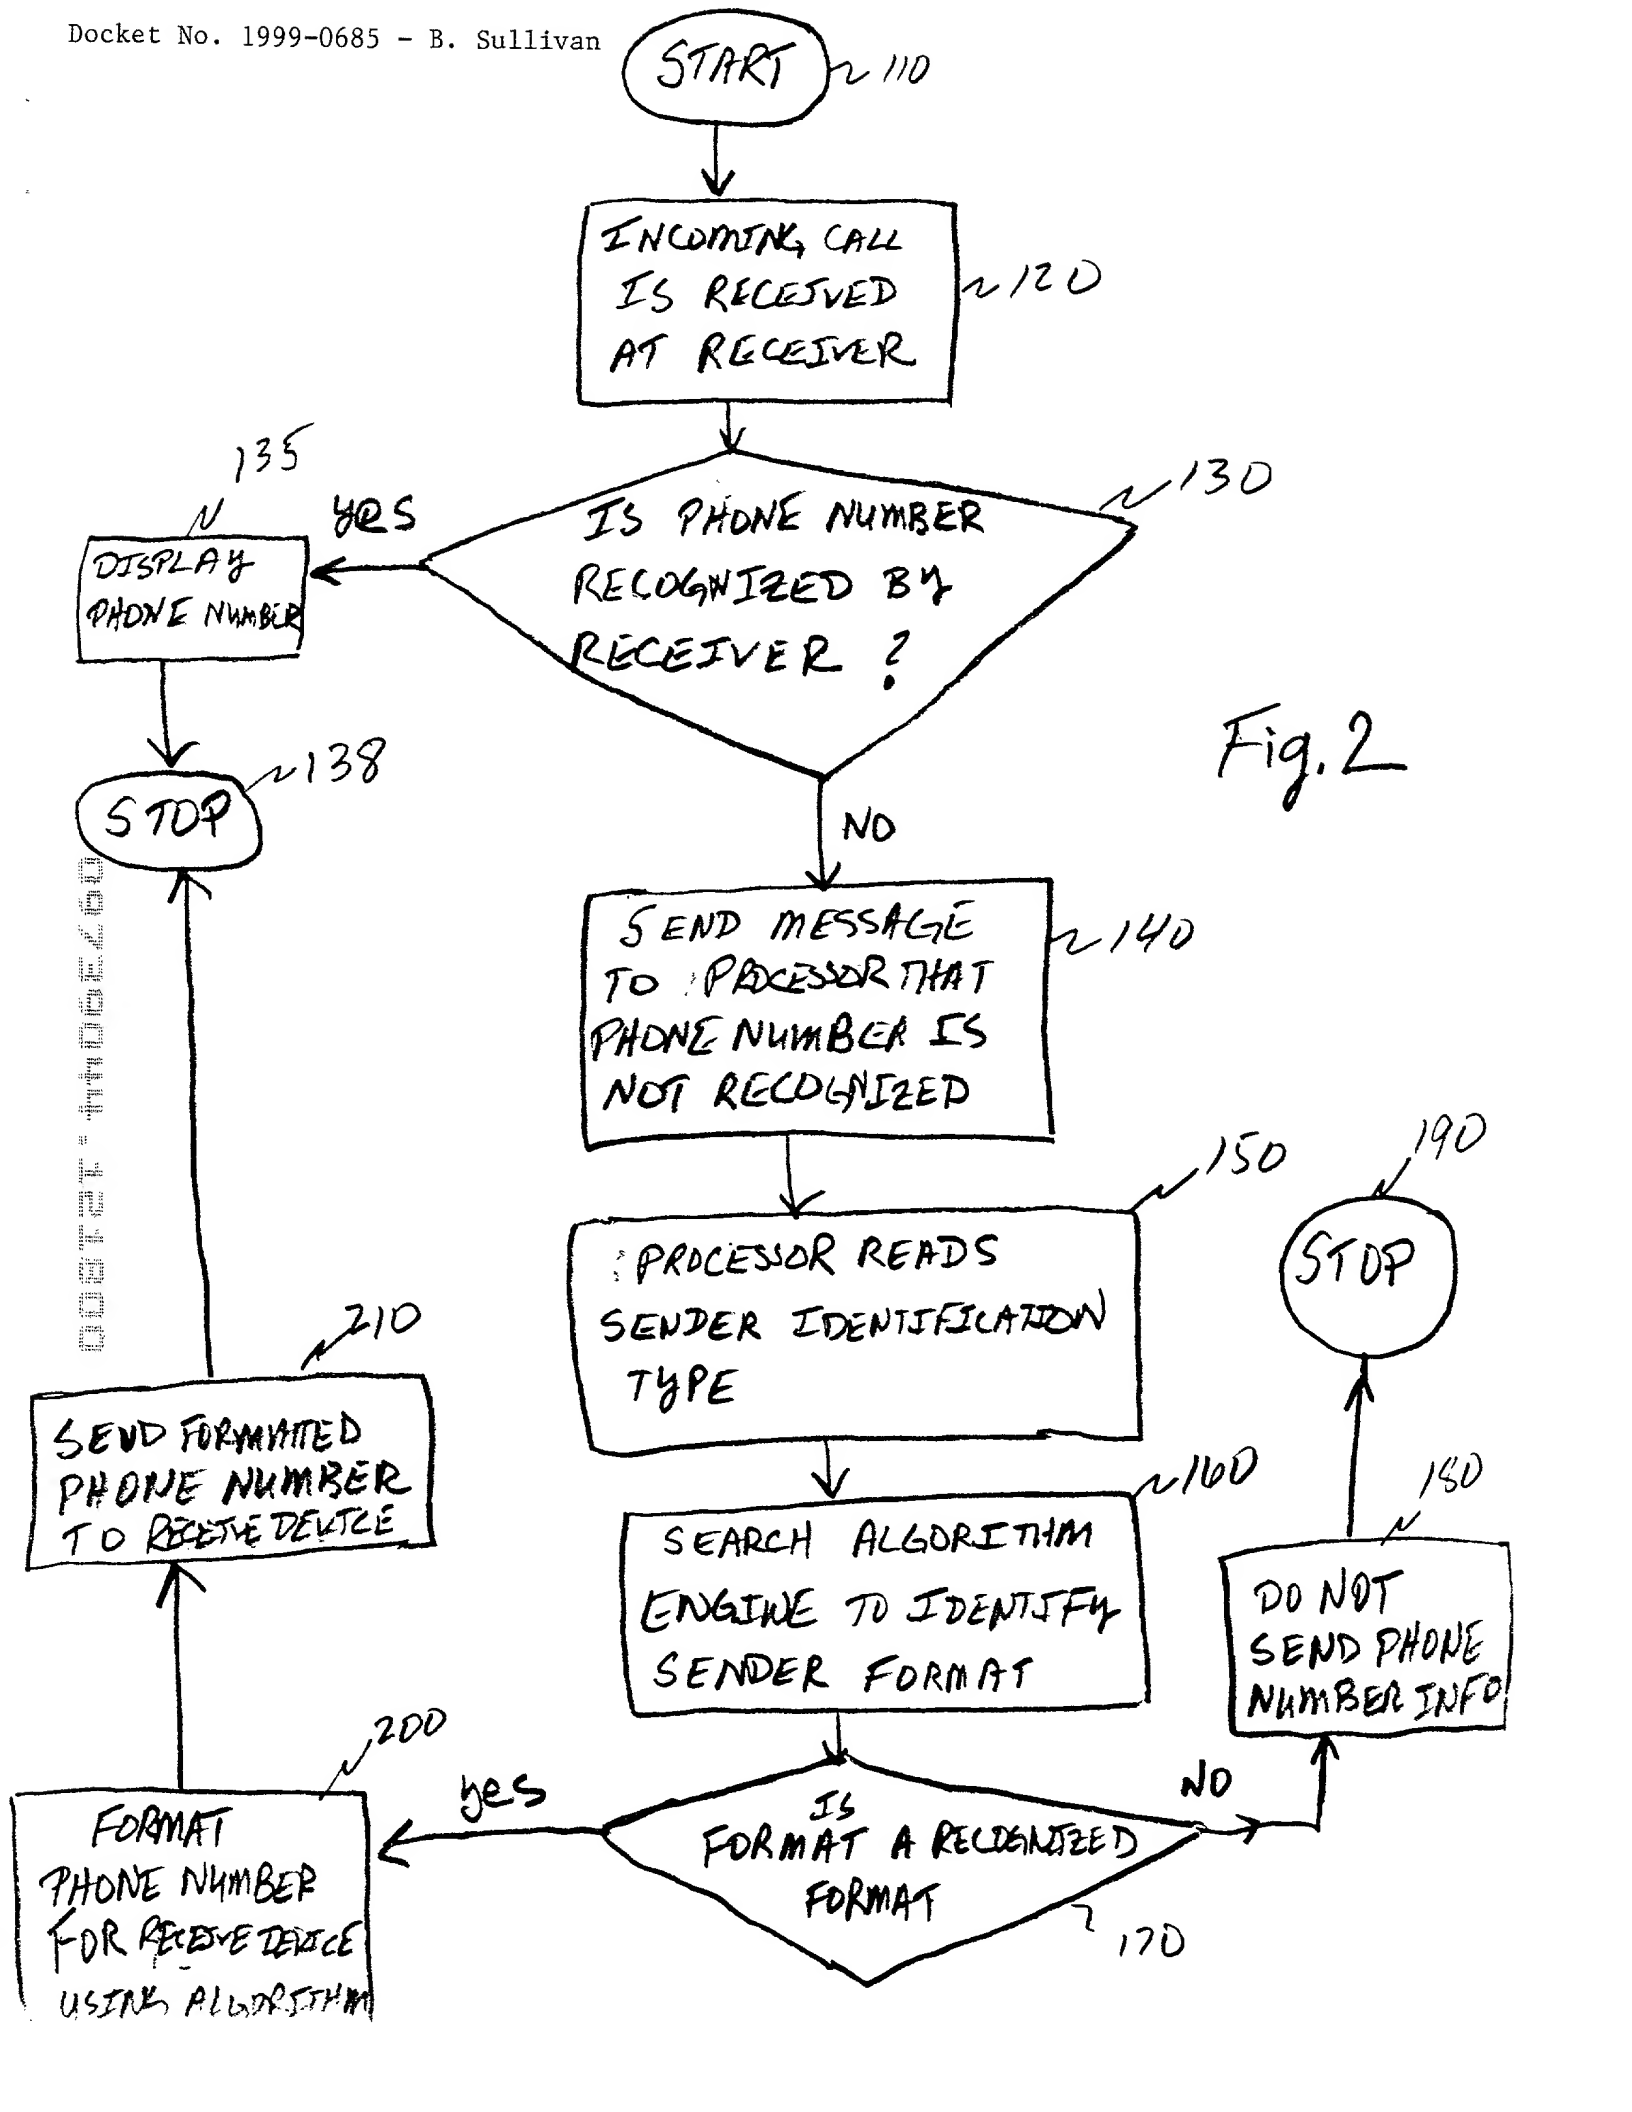 Docket No. 1999-0685 - B. Sullivan
START
110
INCOMING CALL
IS RECEIVED
AT RECEIVER
120
135
130
yes
IS PHONE NUMBER
RECOGNIZED BY
RECEIVER ?
DISPLAY
PHONE NUMBER
Fig. 2
138
STOP
NO
SEND MESSAGE
TO PROCESSOR THAT
PHONE NUMBER IS
NOT RECOGNIZED
140
09736044.121800
150
190
PROCESSOR READS
SENDER IDENTIFICATION
TYPE
STOP
210
SEND FORMATTED
PHONE NUMBER
TO RECEIVE DEVICE
160
180
SEARCH ALGORITHM
ENGINE TO IDENTIFY
SENDER FORMAT
DO NOT
SEND PHONE
NUMBER INFO
200
yes
NO
IS
FORMAT A RECOGNIZED
FORMAT
170
FORMAT
PHONE NUMBER
FOR RECEIVE DEVICE
USING ALGORITHM